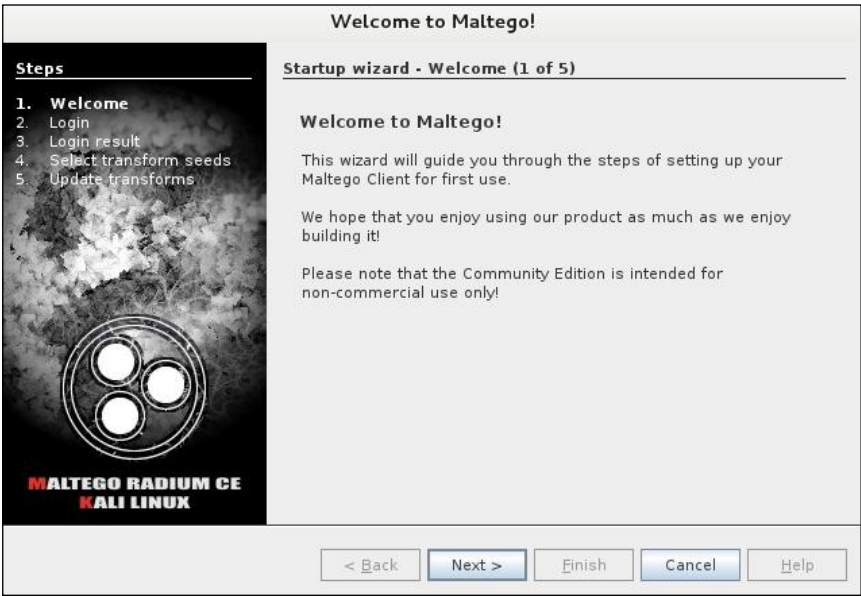 Welcome to Maltego!
Steps
1. Welcome
2. Login
3. Login result
4. Select transform seeds
5. Update transforms
MALTEGO RADIUM CE
KALI LINUX
Startup wizard - Welcome (1 of 5)
Welcome to Maltego!
This wizard will guide you through the steps of setting up your
Maltego Client for first use.
We hope that you enjoy using our product as much as we enjoy
building it!
Please note that the Community Edition is intended for
non-commercial use only!
< Back Next > Finish Cancel Help